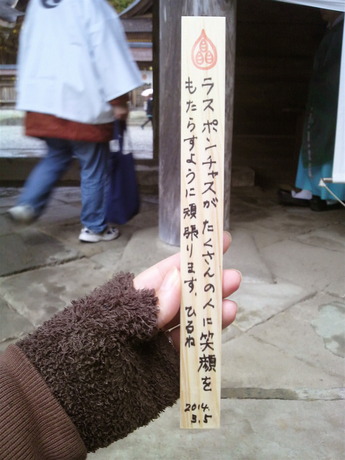 晶
ラスポンチャスがたくさんの人に笑顔を
もたらすように頑張ります。ひるね
2014.
3.5